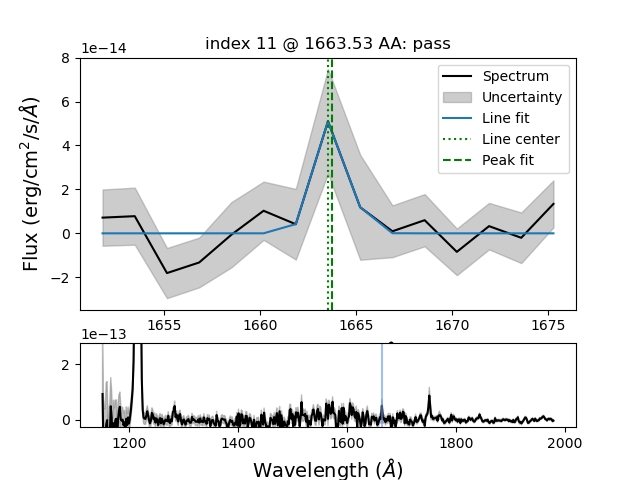 index 11 @ 1663.53 AA: pass
1e−14
8
6
4
2
0
−2
Flux (erg/cm²/s/Å)
Spectrum
Uncertainty
Line fit
Line center
Peak fit
1655 1660 1665 1670 1675
1e−13
2
0
1200 1400 1600 1800 2000
Wavelength (Å)